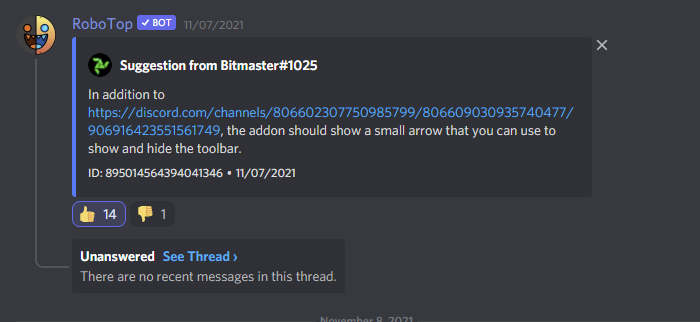 RoboTop ✓ BOT 11/07/2021
Suggestion from Bitmaster#1025
In addition to
https://discord.com/channels/806602307750985799/806609030935740477/
906916423551561749, the addon should show a small arrow that you can use to
show and hide the toolbar.
ID: 895014564394041346 • 11/07/2021
👍 14 👎 1
Unanswered See Thread ›
There are no recent messages in this thread.
November 8, 2021